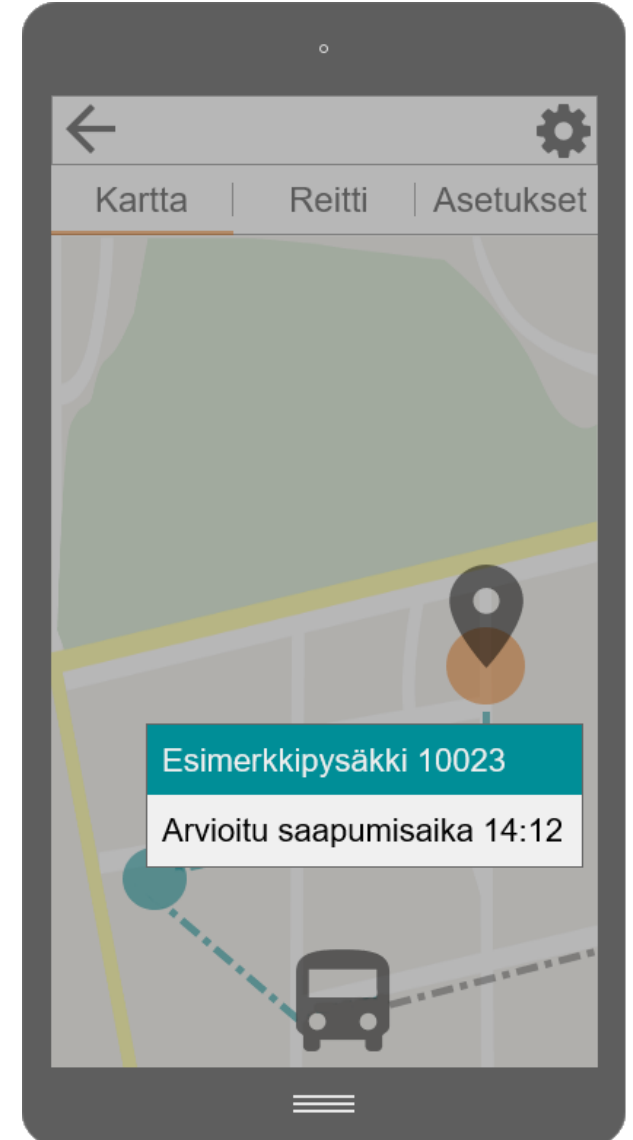 Kartta
Reitti
Asetukset
Esimerkkipysäkki 10023
Arvioitu saapumisaika 14:12